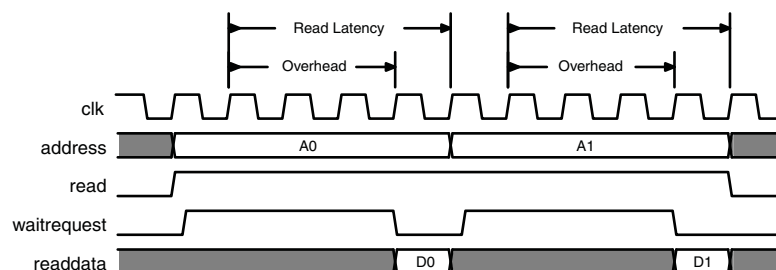 Read Latency Read Latency
Overhead Overhead
clk
address A0 A1
read
waitrequest
readdata D0 D1